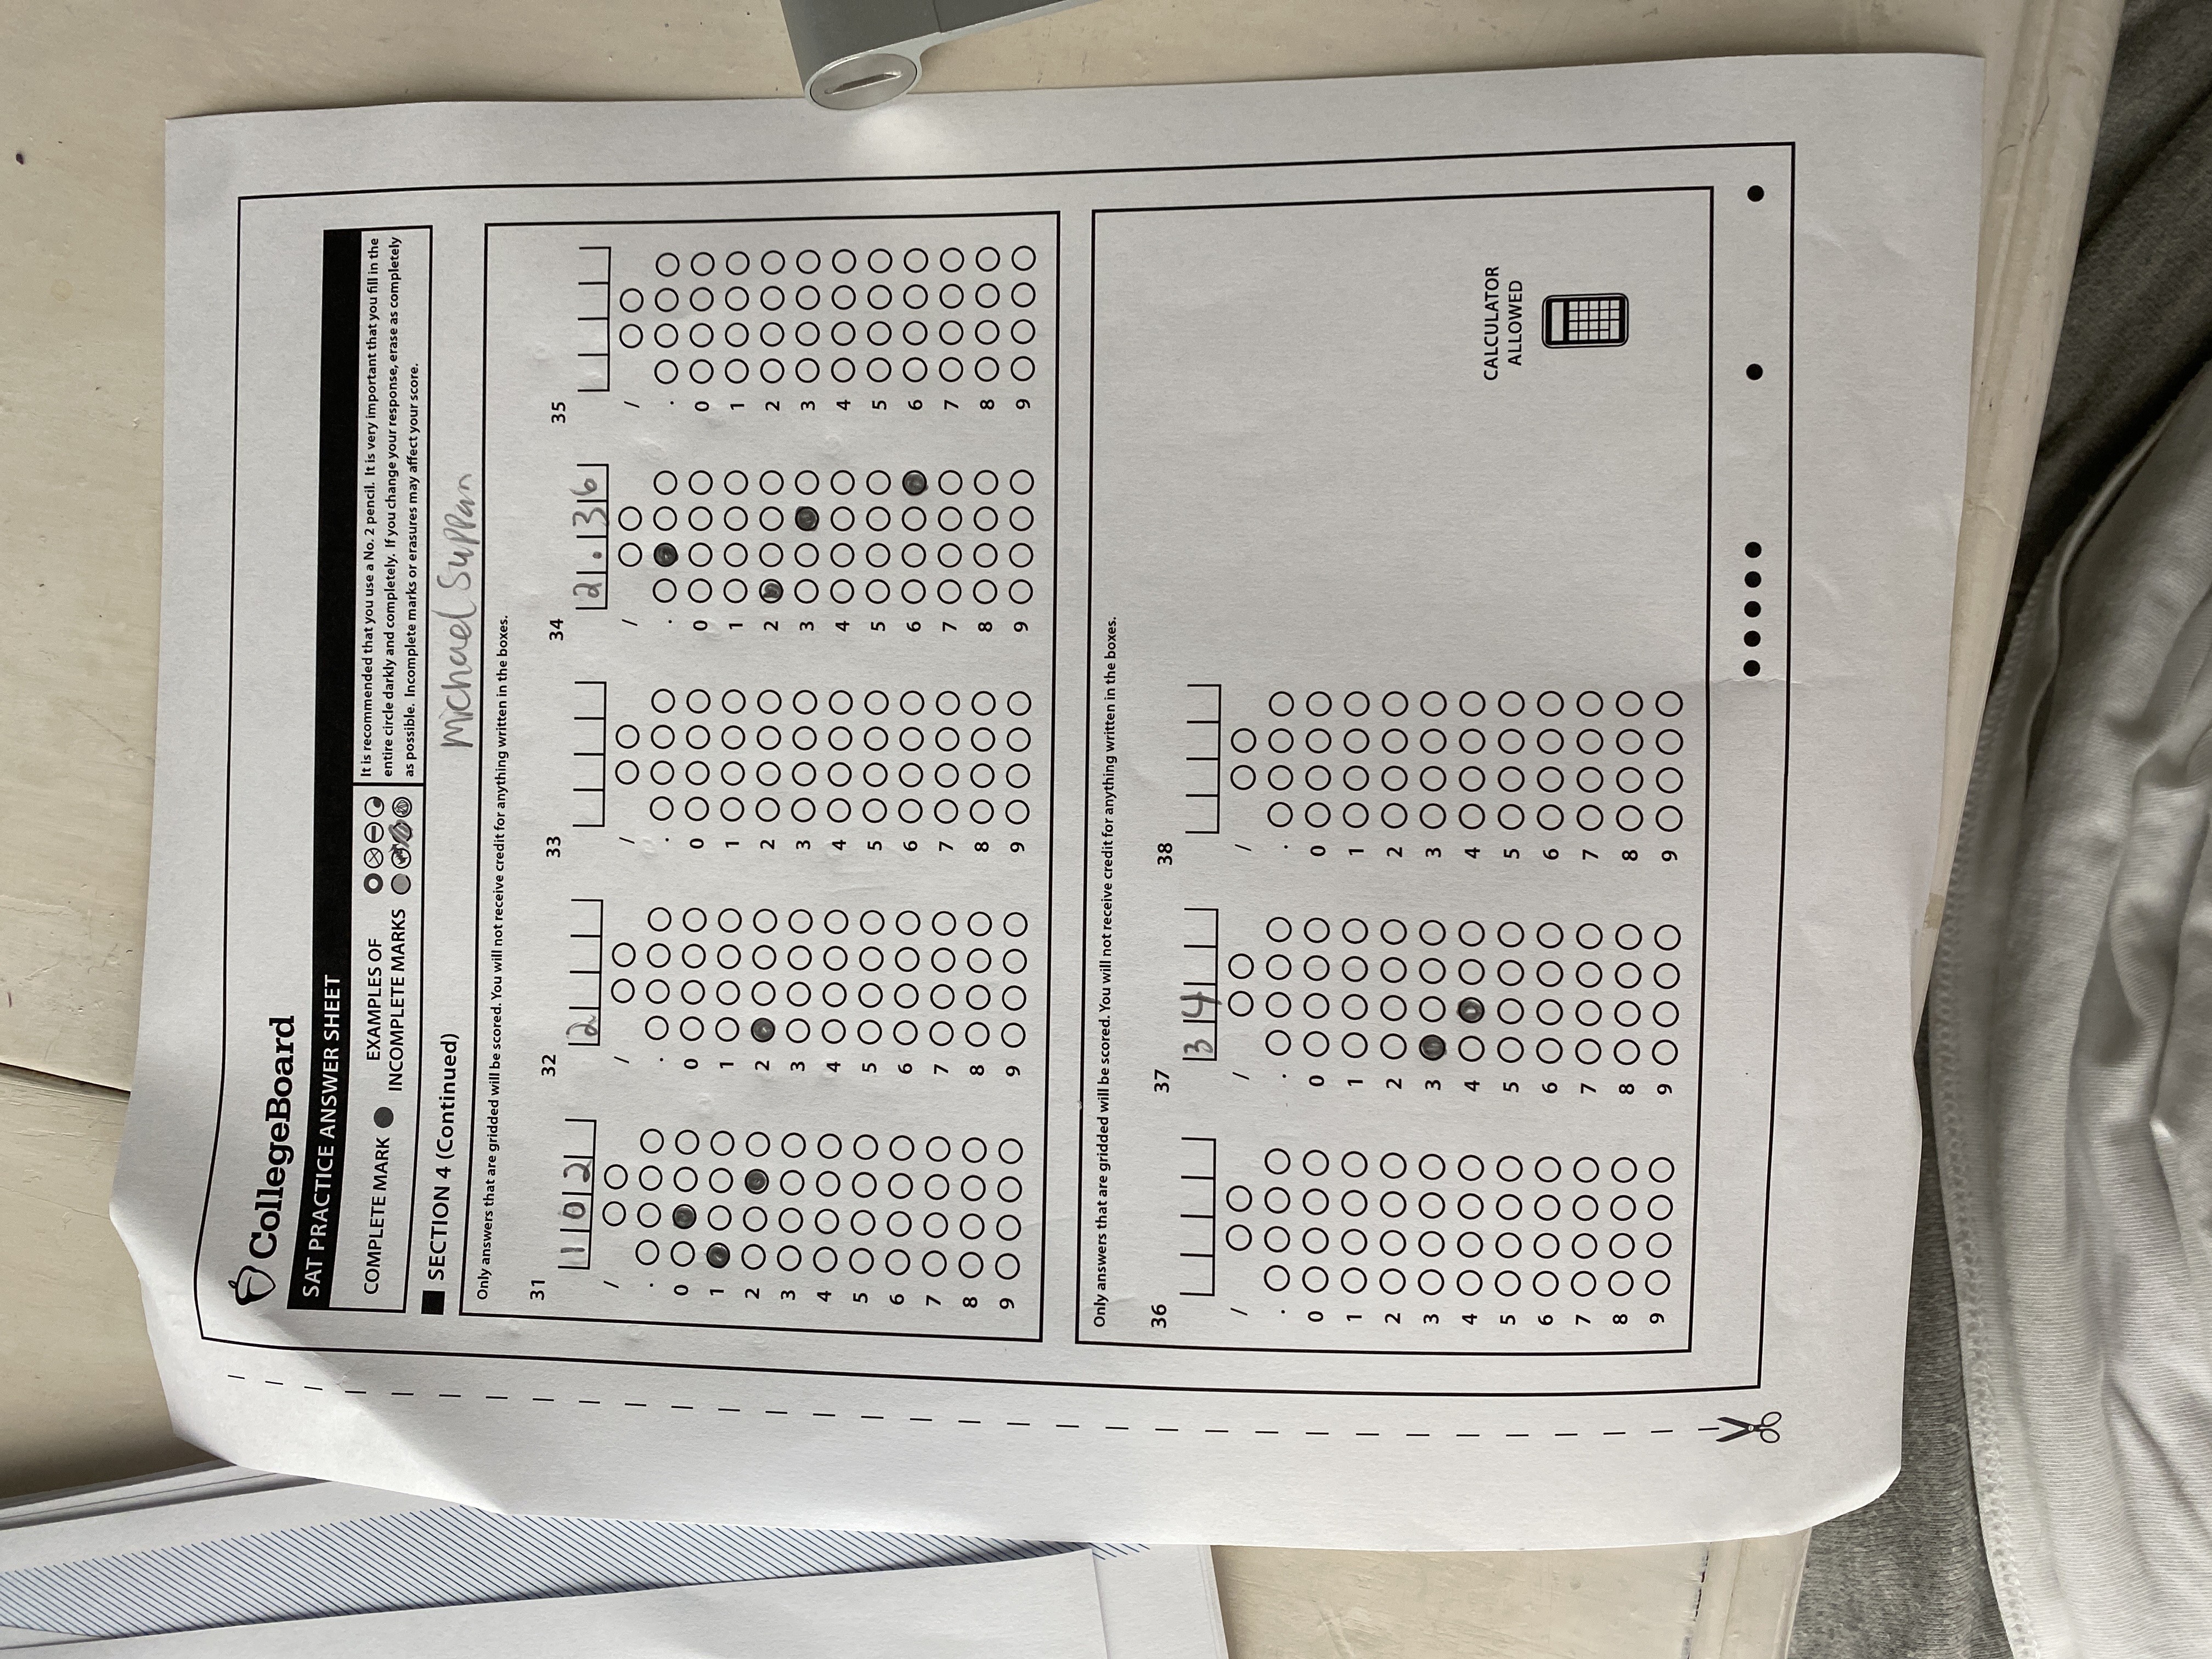 CollegeBoard
SAT PRACTICE ANSWER SHEET
COMPLETE MARK
EXAMPLES OF
INCOMPLETE MARKS
It is recommended that you use a No. 2 pencil. It is very important that you fill in the
entire circle darkly and completely. If you change your response, erase as completely
as possible. Incomplete marks or erasures may affect your score.
SECTION 4 (Continued)
Michael Suppan
Only answers that are gridded will be scored. You will not receive credit for anything written in the boxes.
31 32 33 34 35
102 2 2.36
/ / / / /
. . . . .
0 0 0 0 0
1 1 1 1 1
2 2 2 2 2
3 3 3 3 3
4 4 4 4 4
5 5 5 5 5
6 6 6 6 6
7 7 7 7 7
8 8 8 8 8
9 9 9 9 9
Only answers that are gridded will be scored. You will not receive credit for anything written in the boxes.
36 37 38
34
/ / /
. . .
0 0 0
1 1 1
2 2 2
3 3 3
4 4 4
5 5 5
6 6 6
7 7 7
8 8 8
9 9 9
CALCULATOR
ALLOWED